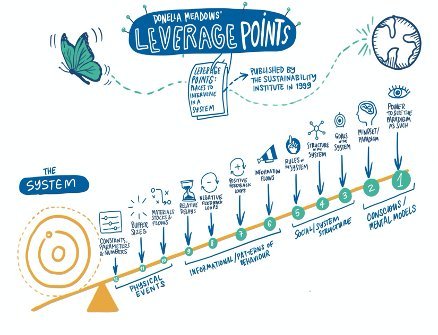 DONELLA MEADOWS'
LEVERAGE POINTS
LEVERAGE
POINTS:
PLACES TO
INTERVENE
IN A
SYSTEM
PUBLISHED BY
THE SUSTAINABILITY
INSTITUTE IN 1999
THE
SYSTEM
CONSTANTS,
PARAMETERS
& NUMBERS
BUFFER
SIZES
MATERIAL
STOCKS &
FLOWS
RELATIVE
DELAYS
NEGATIVE
FEEDBACK
LOOPS
POSITIVE
FEEDBACK
LOOPS
INFORMATION
FLOWS
RULES OF
THE SYSTEM
STRUCTURE
OF THE
SYSTEM
GOALS
OF THE
SYSTEM
MINDSET/
PARADIGM
POWER
TO
THE
PARADIGM
AS SUCH
12
11
10
9
8
7
6
5
4
3
2
1
PHYSICAL
EVENTS
INFORMATIONAL/PATTERNS OF
BEHAVIOUR
SOCIAL/SYSTEM
STRUCTURE
CONSCIOUS/
MENTAL MODELS